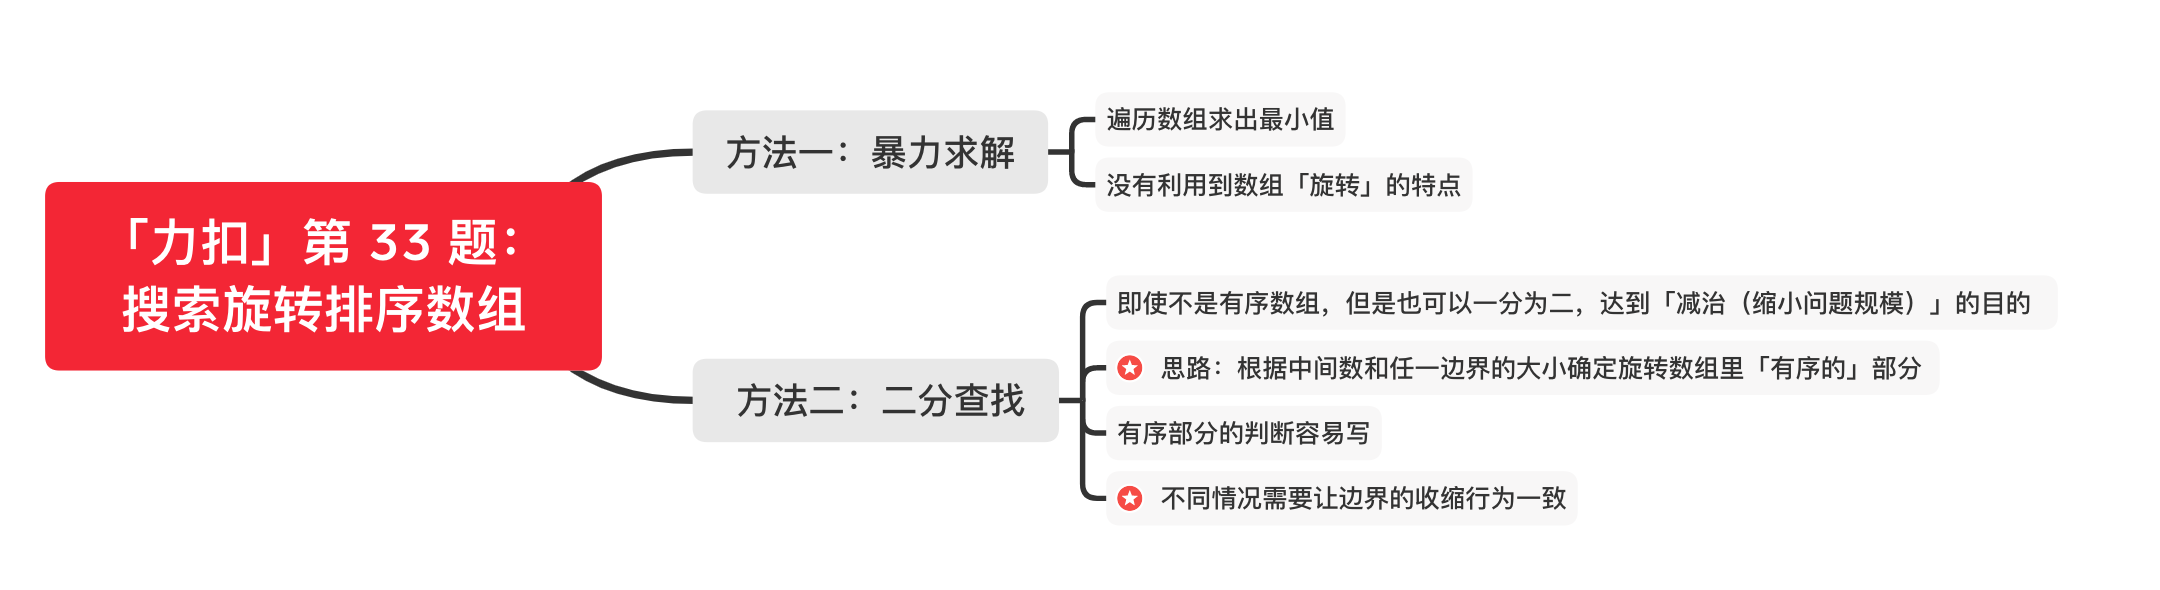 「力扣」第 33 题：
搜索旋转排序数组
方法一：暴力求解
遍历数组求出最小值
没有利用到数组「旋转」的特点
方法二：二分查找
即使不是有序数组，但是也可以一分为二，达到「减治（缩小问题规模）」的目的
思路：根据中间数和任一边界的大小确定旋转数组里「有序的」部分
有序部分的判断容易写
不同情况需要让边界的收缩行为一致